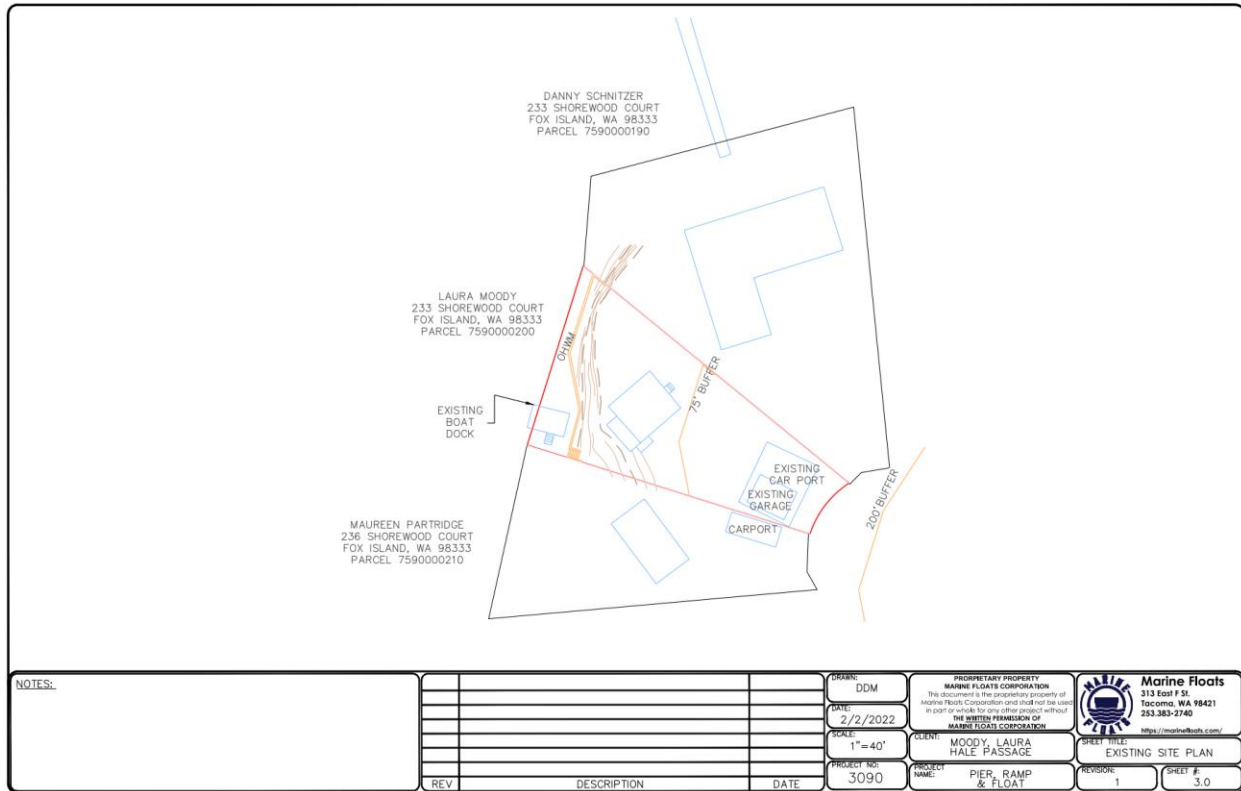 DANNY SCHNITZER
233 SHOREWOOD COURT
FOX ISLAND, WA 98333
PARCEL 7590000190
LAURA MOODY
233 SHOREWOOD COURT
FOX ISLAND, WA 98333
PARCEL 7590000200
OHWM
75' BUFFER
EXISTING
BOAT
DOCK
EXISTING
CAR PORT
EXISTING
GARAGE
CARPORT
200' BUFFER
MAUREEN PARTRIDGE
236 SHOREWOOD COURT
FOX ISLAND, WA 98333
PARCEL 7590000210
NOTES:
REV
DESCRIPTION
DATE
DRAWN:
DDM
DATE:
2/2/2022
SCALE:
1"=40'
PROJECT NO:
3090
PRORPIETARY PROPERTY
MARINE FLOATS CORPORATION
This document is the proprietary property of
Marine Floats Corporation and shall not be used
in part or whole for any other project without
THE WRITTEN PERMISSION OF
MARINE FLOATS CORPORATION
CLIENT:
MOODY, LAURA
HALE PASSAGE
PROJECT
NAME:
PIER, RAMP
& FLOAT
MARINE
FLOATS
Marine Floats
313 East F St.
Tacoma, WA 98421
253.383-2740
https://marinefloats.com/
SHEET TITLE:
EXISTING SITE PLAN
REVISION:
1
SHEET #:
3.0